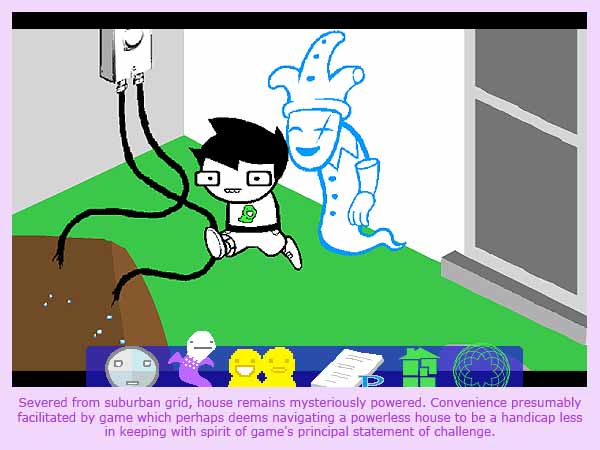 Severed from suburban grid, house remains mysteriously powered. Convenience presumably
facilitated by game which perhaps deems navigating a powerless house to be a handicap less
in keeping with spirit of game's principal statement of challenge.